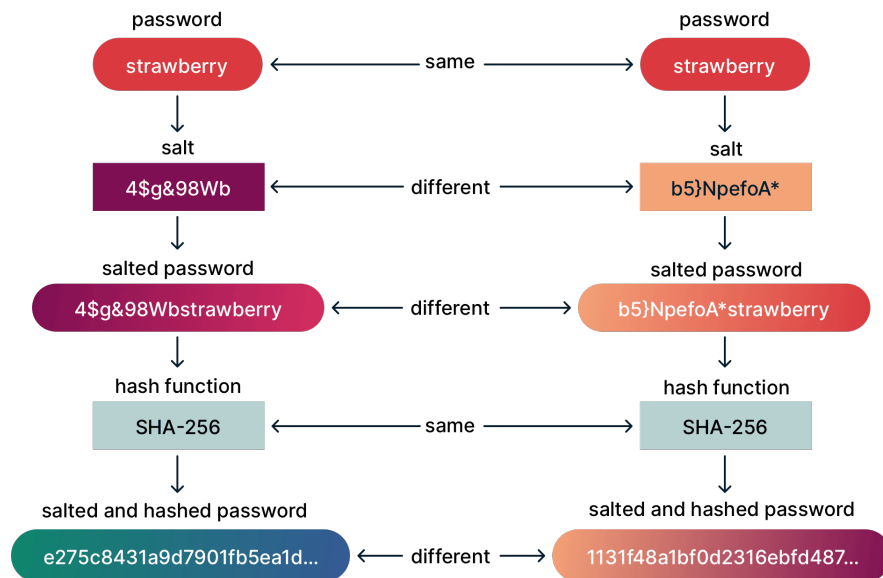 password
password
strawberry
same
strawberry
salt
salt
4$g&98Wb
different
b5}NpefoA*
salted password
salted password
4$g&98Wbstrawberry
different
b5}NpefoA*strawberry
hash function
hash function
SHA-256
same
SHA-256
salted and hashed password
salted and hashed password
e275c8431a9d7901fb5ea1d...
different
1131f48a1bf0d2316ebfd487...